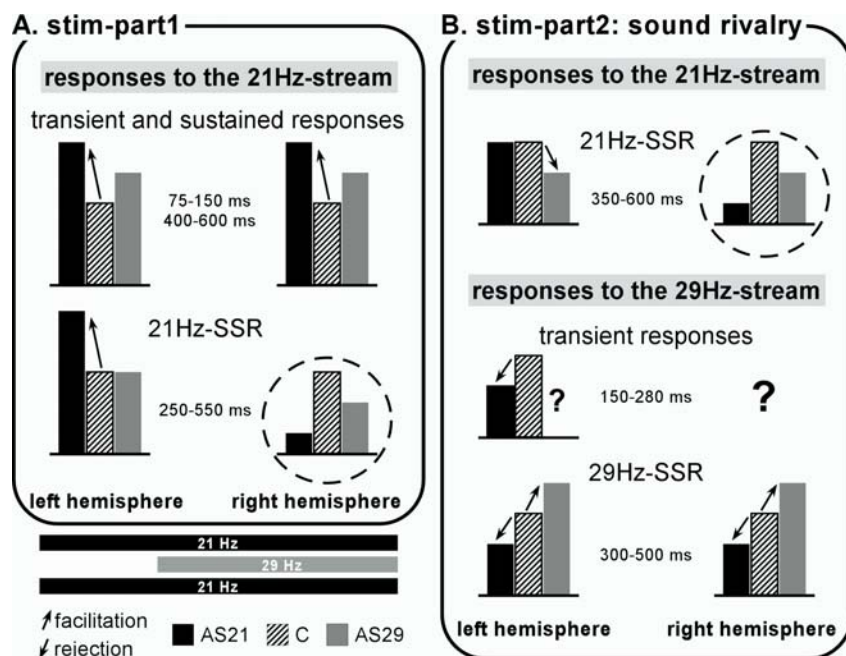 A. stim-part1
responses to the 21Hz-stream
transient and sustained responses
75-150 ms
400-600 ms
21Hz-SSR
250-550 ms
left hemisphere right hemisphere
21 Hz
29 Hz
21 Hz
facilitation
rejection
AS21 C AS29
B. stim-part2: sound rivalry
responses to the 21Hz-stream
21Hz-SSR
350-600 ms
responses to the 29Hz-stream
transient responses
? 150-280 ms ?
29Hz-SSR
300-500 ms
left hemisphere right hemisphere